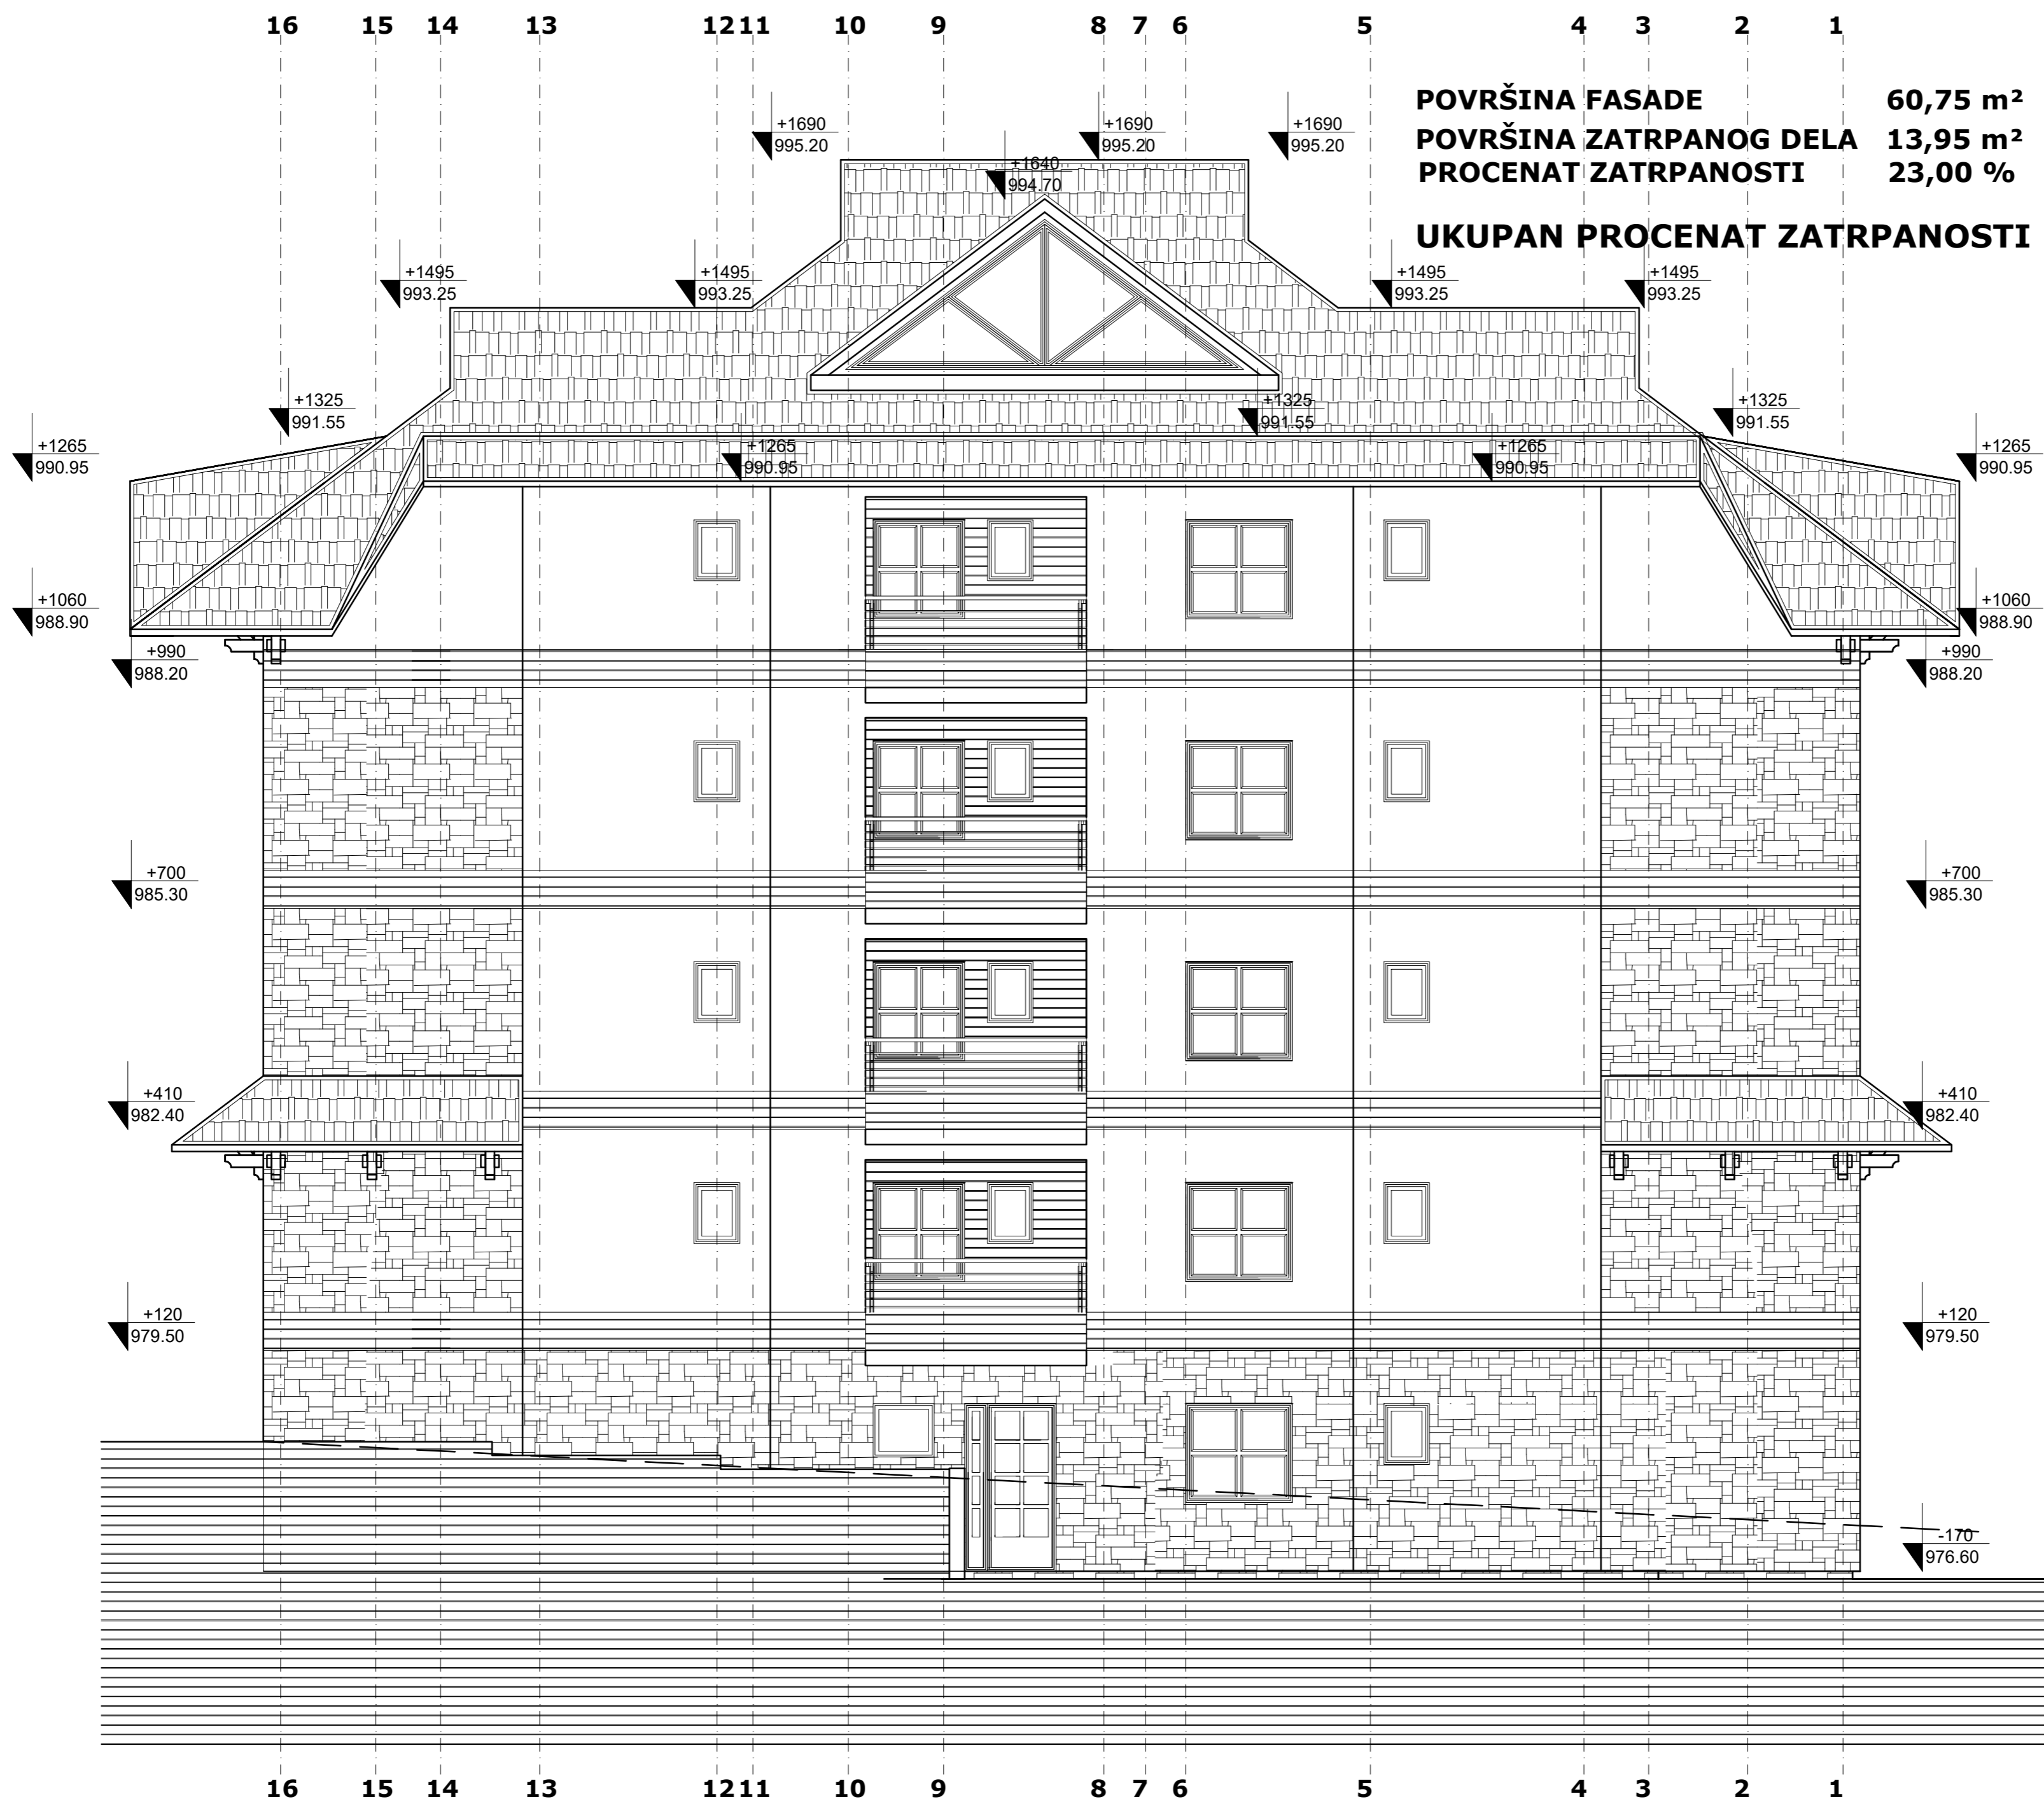 16 15 14 13 12 11 10 9 8 7 6 5 4 3 2 1
POVRŠINA FASADE 60,75 m²
POVRŠINA ZATRPANOG DELA 13,95 m²
PROCENAT ZATRPANOSTI 23,00 %
UKUPAN PROCENAT ZATRPANOSTI
+1690 +1690 +1690
995.20 995.20 995.20
+1640
994.70
+1495 +1495 +1495 +1495
993.25 993.25 993.25 993.25
+1325 +1325 +1325
991.55 991.55 991.55
+1265 +1265 +1265 +1265
990.95 990.95 990.95 990.95
+1060 +1060
988.90 988.90
+990 +990
988.20 988.20
+700 +700
985.30 985.30
+410 +410
982.40 982.40
+120 +120
979.50 979.50
-170
976.60
16 15 14 13 12 11 10 9 8 7 6 5 4 3 2 1